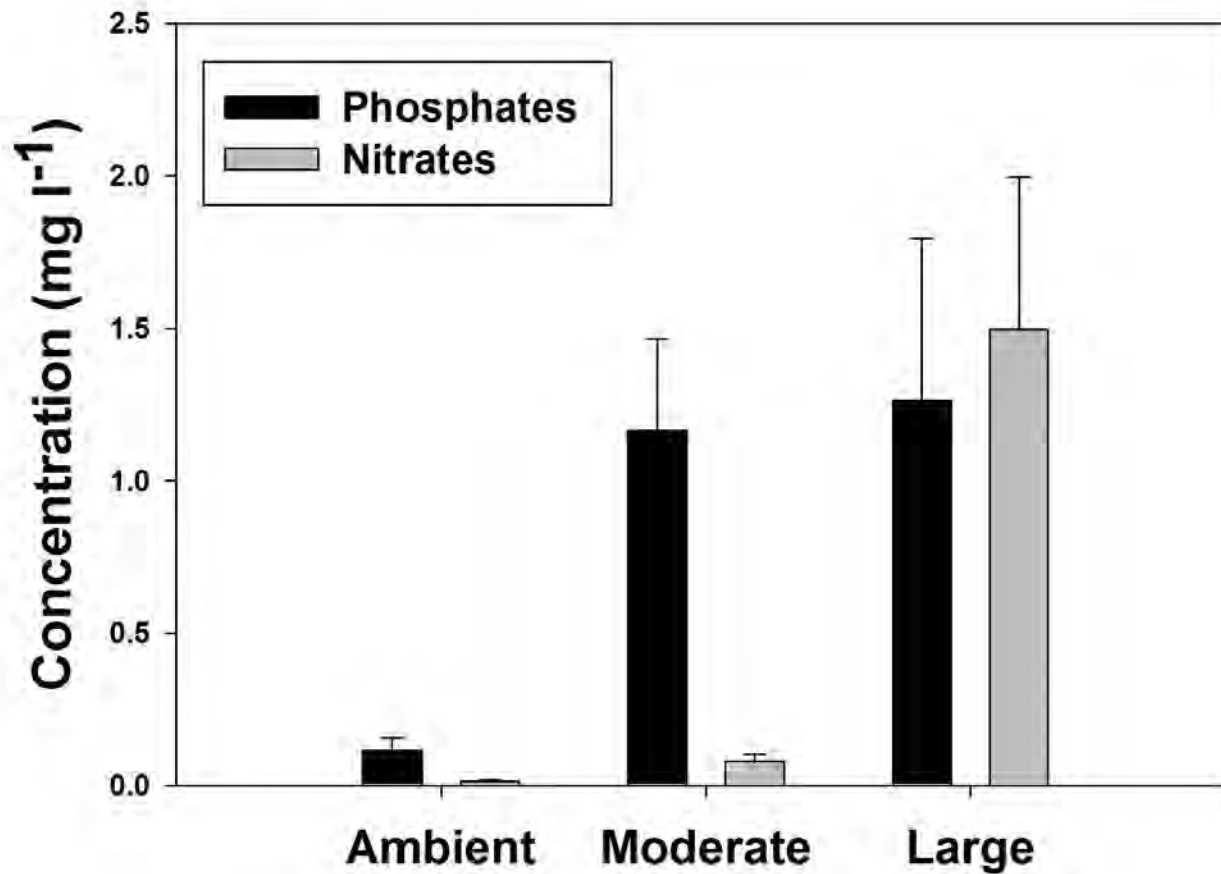 2.5
Phosphates
Nitrates
2.0
1.5
1.0
0.5
0.0
Concentration (mg l-1)
Ambient Moderate Large